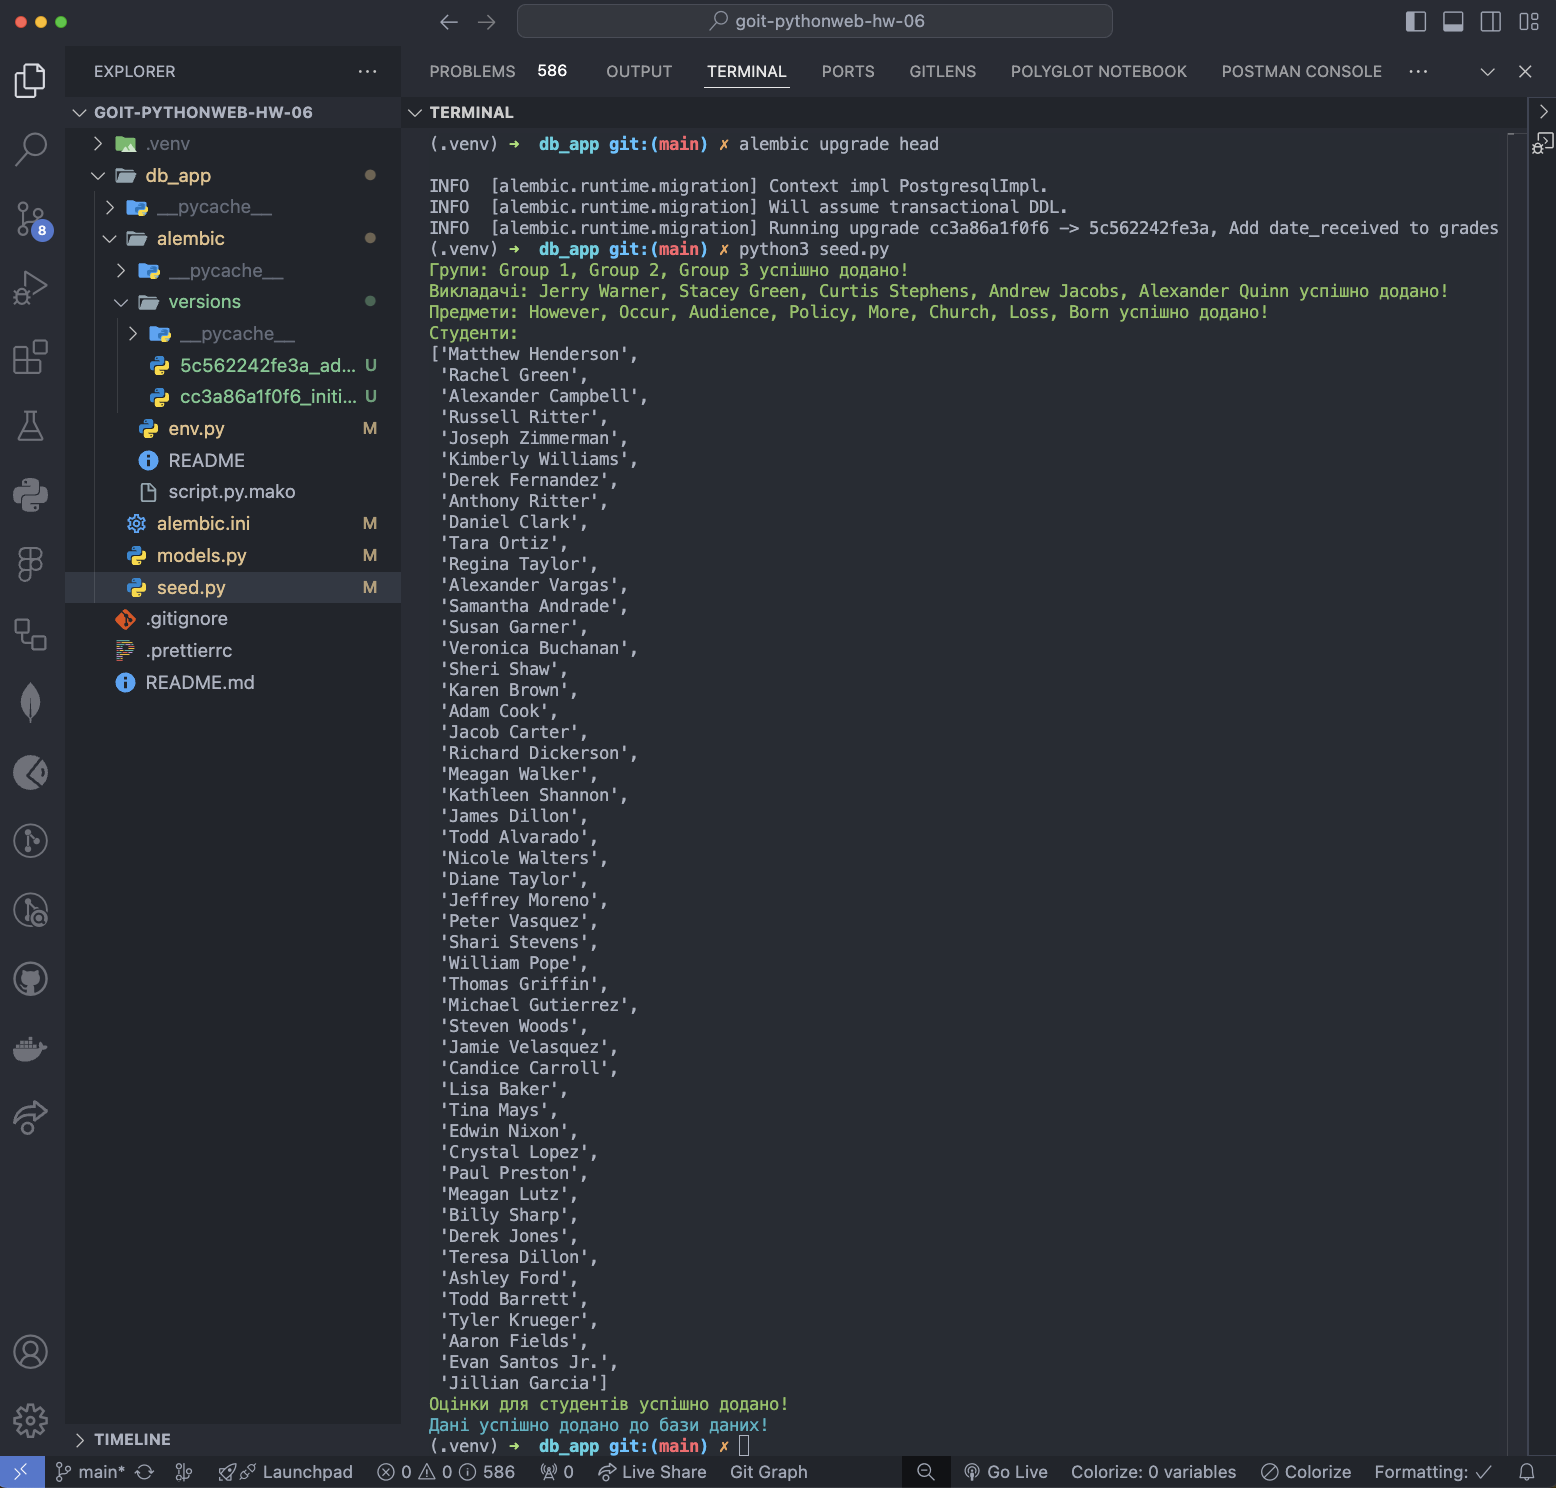 goit-pythonweb-hw-06
EXPLORER
GOIT-PYTHONWEB-HW-06
.venv
db_app
__pycache__
alembic
__pycache__
versions
__pycache__
5c562242fe3a_ad... U
cc3a86a1f0f6_initi... U
env.py M
README
script.py.mako
alembic.ini M
models.py M
seed.py M
.gitignore
.prettierrc
README.md
TIMELINE
8
PROBLEMS 586 OUTPUT TERMINAL PORTS GITLENS POLYGLOT NOTEBOOK POSTMAN CONSOLE ···
TERMINAL
(.venv) ➜ db_app git:(main) ✗ alembic upgrade head
INFO [alembic.runtime.migration] Context impl PostgresqlImpl.
INFO [alembic.runtime.migration] Will assume transactional DDL.
INFO [alembic.runtime.migration] Running upgrade cc3a86a1f0f6 -> 5c562242fe3a, Add date_received to grades
(.venv) ➜ db_app git:(main) ✗ python3 seed.py
Групи: Group 1, Group 2, Group 3 успішно додано!
Викладачі: Jerry Warner, Stacey Green, Curtis Stephens, Andrew Jacobs, Alexander Quinn успішно додано!
Предмети: However, Occur, Audience, Policy, More, Church, Loss, Born успішно додано!
Студенти:
['Matthew Henderson',
'Rachel Green',
'Alexander Campbell',
'Russell Ritter',
'Joseph Zimmerman',
'Kimberly Williams',
'Derek Fernandez',
'Anthony Ritter',
'Daniel Clark',
'Tara Ortiz',
'Regina Taylor',
'Alexander Vargas',
'Samantha Andrade',
'Susan Garner',
'Veronica Buchanan',
'Sheri Shaw',
'Karen Brown',
'Adam Cook',
'Jacob Carter',
'Richard Dickerson',
'Meagan Walker',
'Kathleen Shannon',
'James Dillon',
'Todd Alvarado',
'Nicole Walters',
'Diane Taylor',
'Jeffrey Moreno',
'Peter Vasquez',
'Shari Stevens',
'William Pope',
'Thomas Griffin',
'Michael Gutierrez',
'Steven Woods',
'Jamie Velasquez',
'Candice Carroll',
'Lisa Baker',
'Tina Mays',
'Edwin Nixon',
'Crystal Lopez',
'Paul Preston',
'Meagan Lutz',
'Billy Sharp',
'Derek Jones',
'Teresa Dillon',
'Ashley Ford',
'Todd Barrett',
'Tyler Krueger',
'Aaron Fields',
'Evan Santos Jr.',
'Jillian Garcia']
Оцінки для студентів успішно додано!
Дані успішно додано до бази даних!
(.venv) ➜ db_app git:(main) ✗
main* Launchpad 0 0 586 0 Live Share Git Graph Go Live Colorize: 0 variables Colorize Formatting: ✓